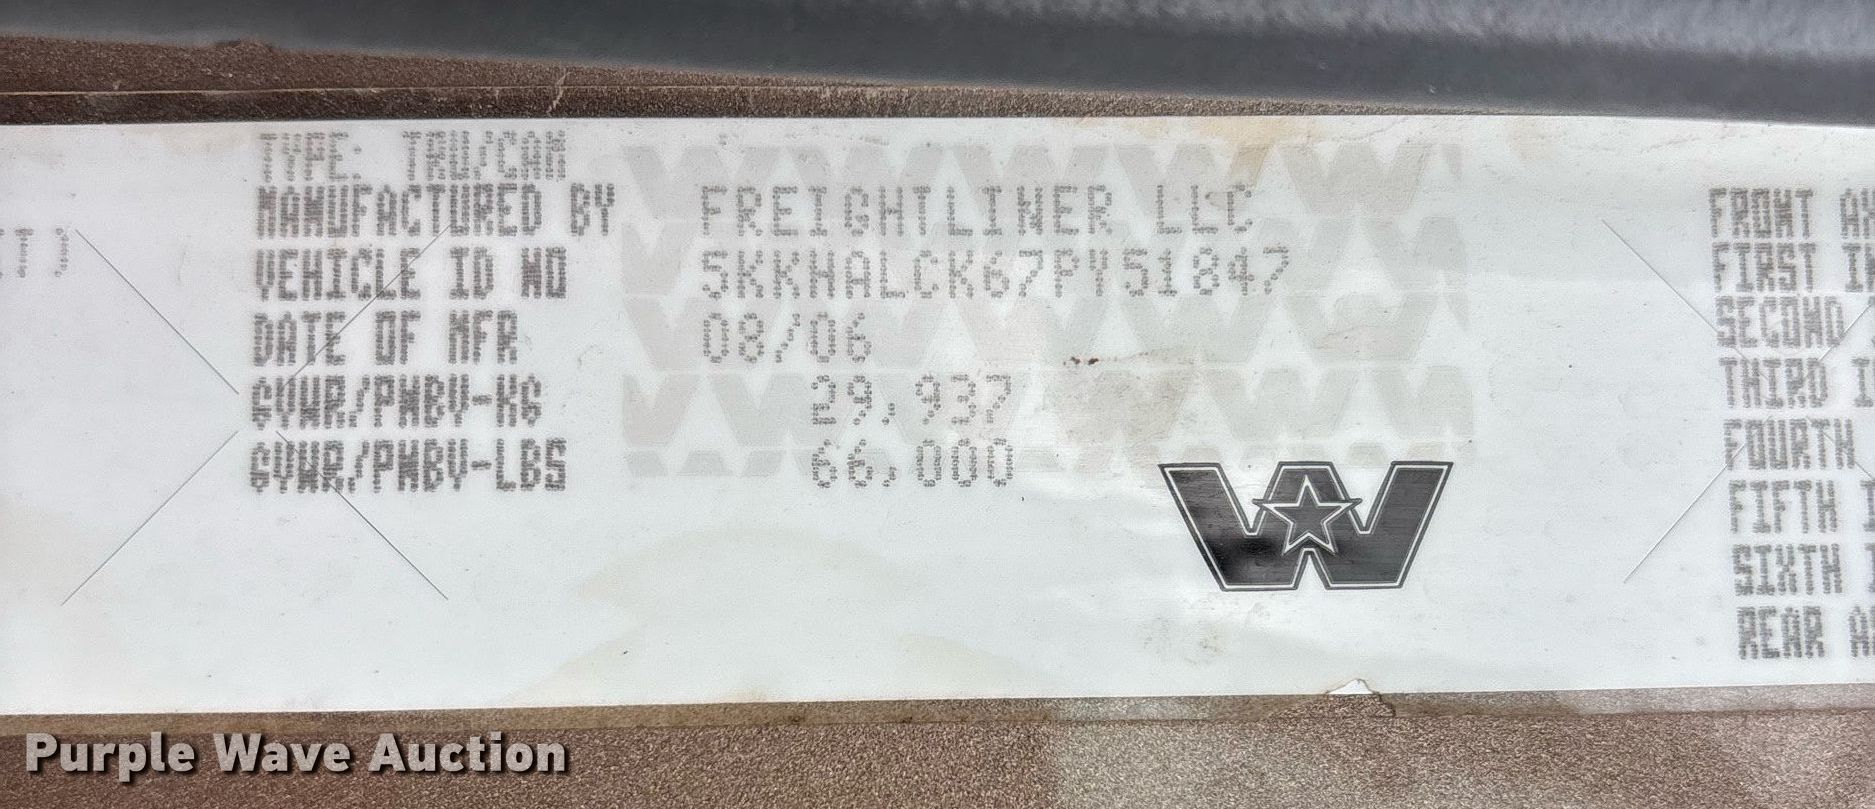 TYPE: TRU/CAM
MANUFACTURED BY FREIGHTLINER LLC
VEHICLE ID NO 5KKHALCK67PY51847
DATE OF MFR 08/06
GVWR/PNBV-KG 29,937
GVWR/PNBV-LBS 66,000
FRONT
FIRST
SECOND
THIRD
FOURTH
FIFTH
SIXTH
REAR
Purple Wave Auction